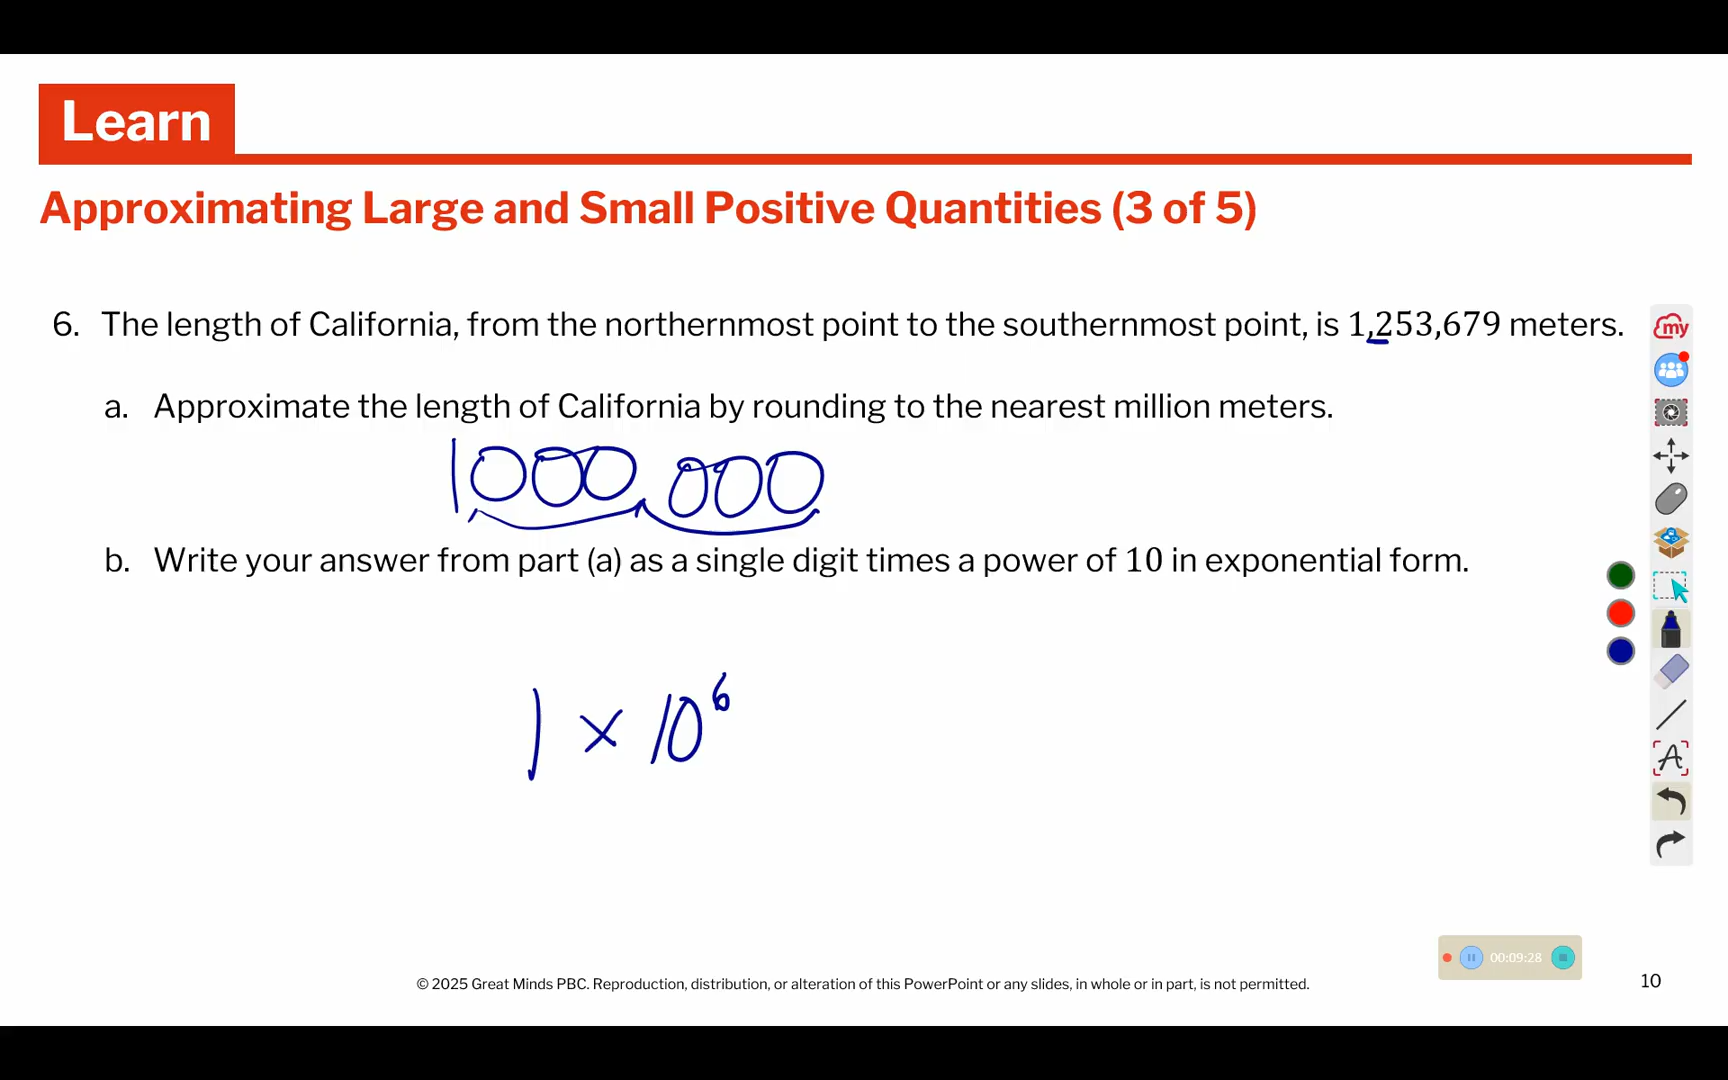 Learn
Approximating Large and Small Positive Quantities (3 of 5)
6. The length of California, from the northernmost point to the southernmost point, is 1,253,679 meters.
a. Approximate the length of California by rounding to the nearest million meters.
1000,000
b. Write your answer from part (a) as a single digit times a power of 10 in exponential form.
1 × 10⁶
my
A
00:09:28
© 2025 Great Minds PBC. Reproduction, distribution, or alteration of this PowerPoint or any slides, in whole or in part, is not permitted.
10